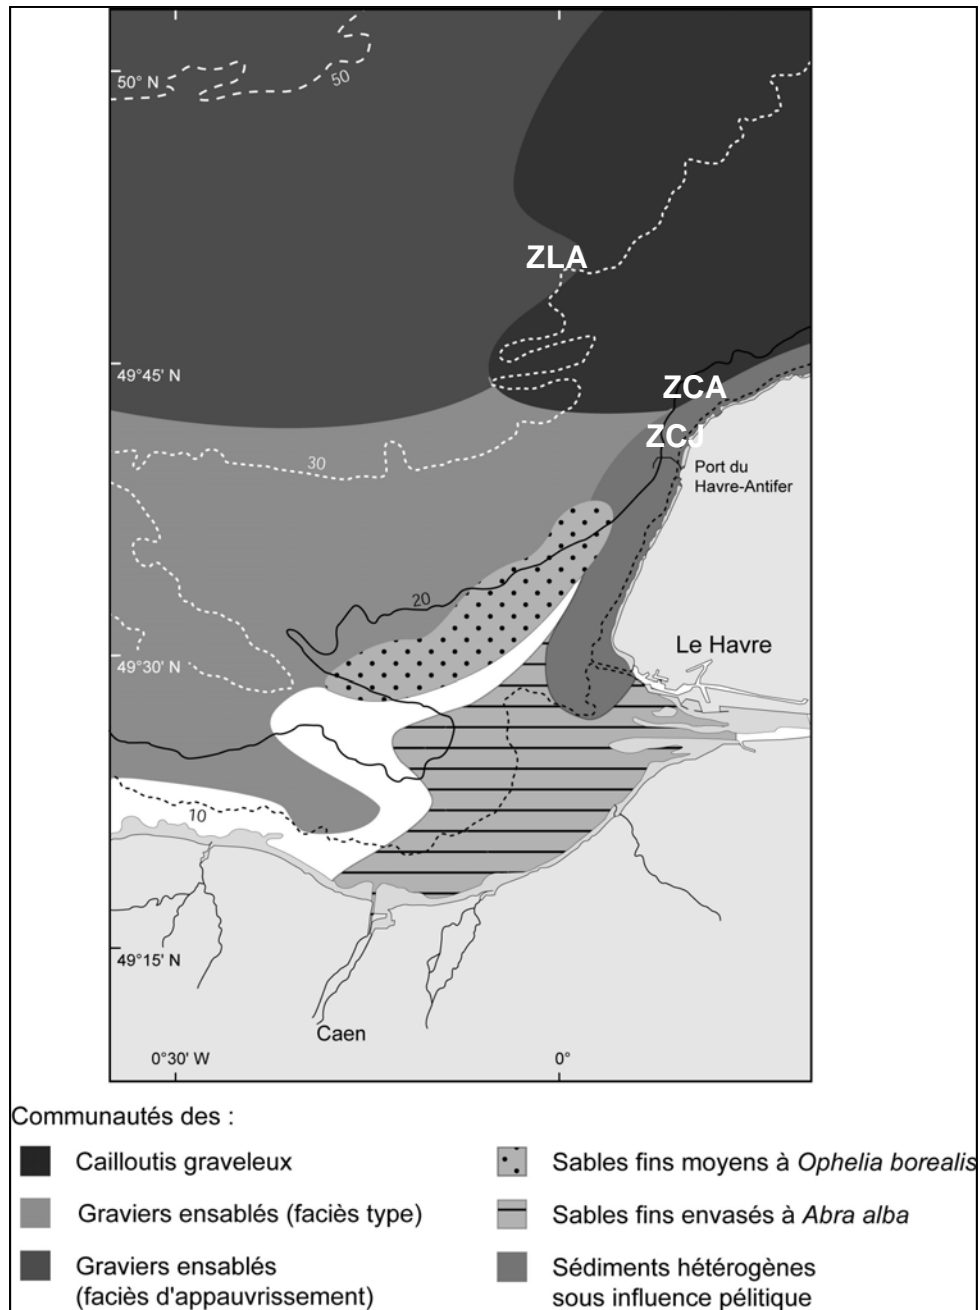 50° N
50
ZLA
49°45' N
ZCA
ZCJ
30
Port du
Havre-Antifer
20
Le Havre
49°30' N
10
49°15' N
Caen
0°30' W
0°
Communautés des :
Cailloutis graveleux
Graviers ensablés (faciès type)
Graviers ensablés
(faciès d'appauvrissement)
Sables fins moyens à Ophelia borealis
Sables fins envasés à Abra alba
Sédiments hétérogènes
sous influence pélitique